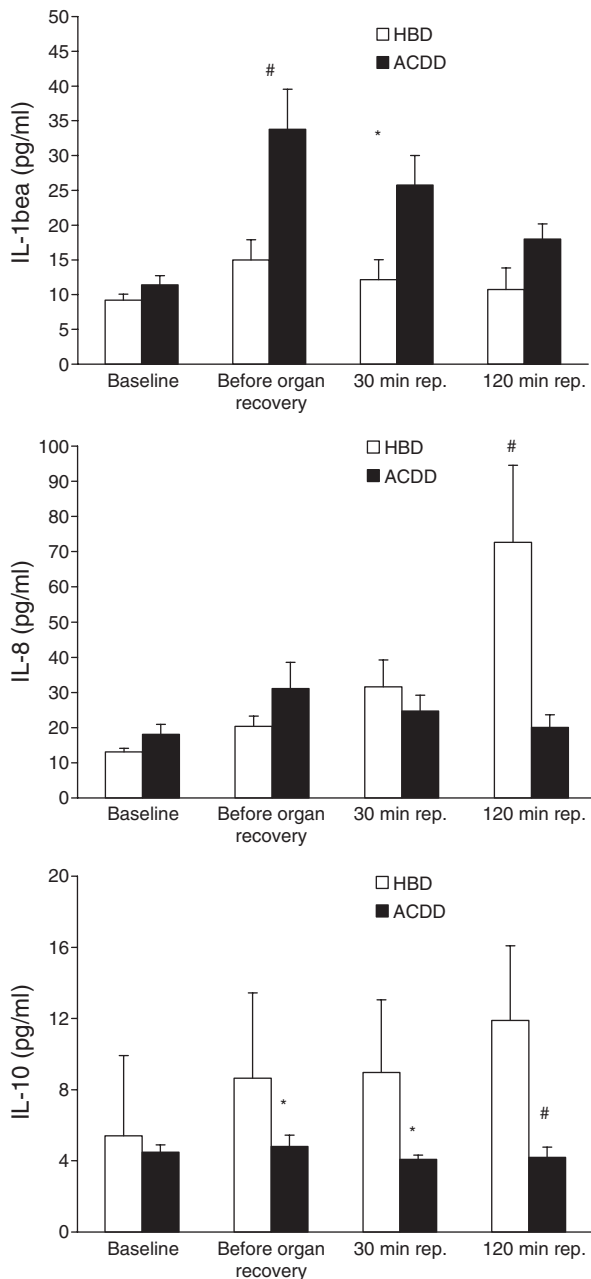 50
45
40
35
30
25
20
15
10
5
0
IL-1bea (pg/ml)
HBD
ACDD
#
*
Baseline
Before organ
recovery
30 min rep.
120 min rep.
100
90
80
70
60
50
40
30
20
10
0
IL-8 (pg/ml)
HBD
ACDD
#
Baseline
Before organ
recovery
30 min rep.
120 min rep.
20
16
12
8
4
0
IL-10 (pg/ml)
HBD
ACDD
*
*
#
Baseline
Before organ
recovery
30 min rep.
120 min rep.